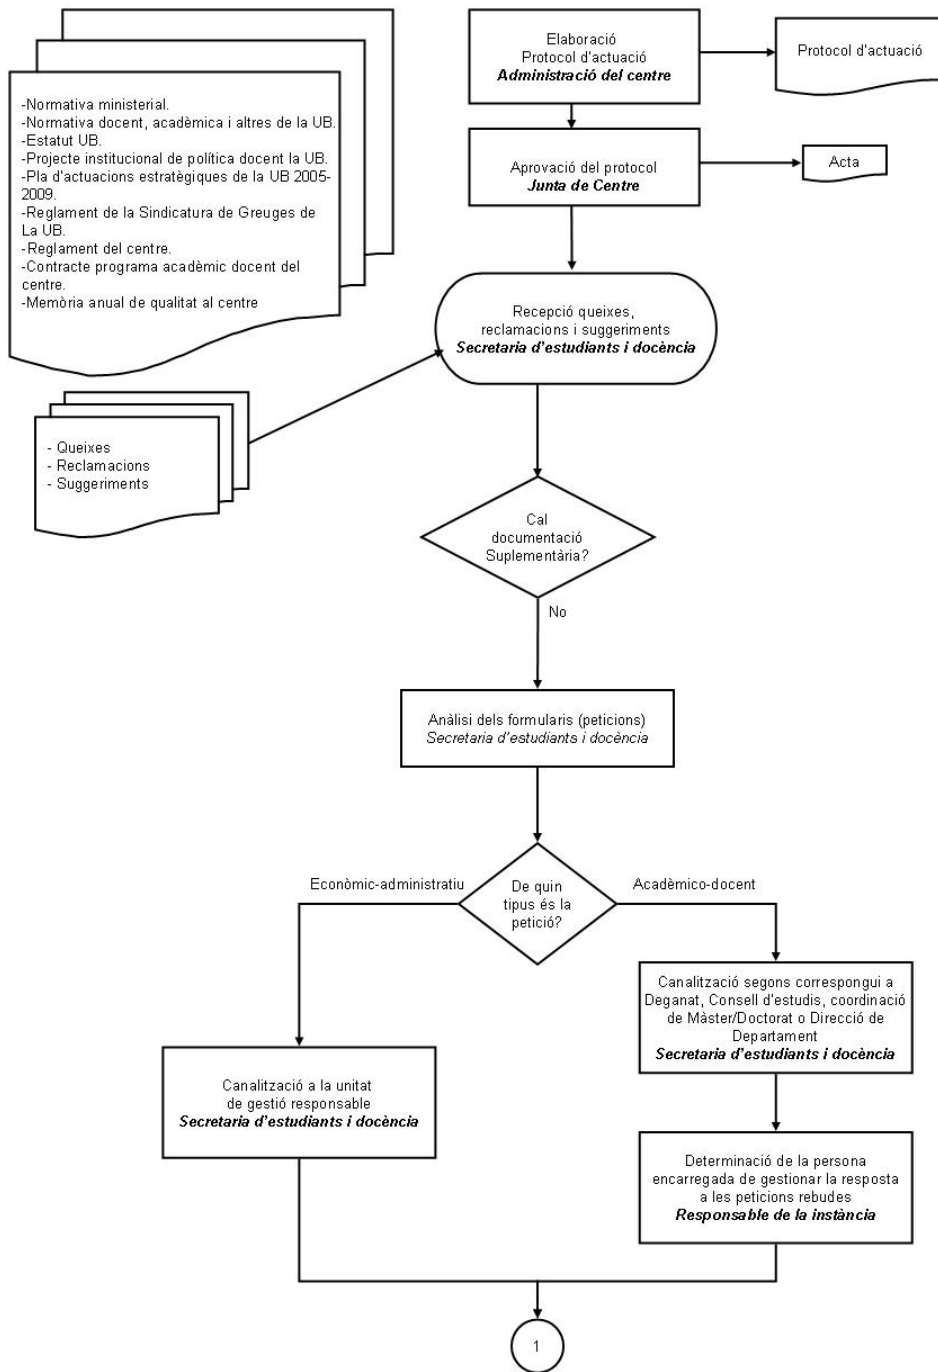 -Normativa ministerial.
-Normativa docent, acadèmica i altres de la UB.
-Estatut UB.
-Projecte institucional de política docent la UB.
-Pla d'actuacions estratègiques de la UB 2005-
2009.
-Reglament de la Sindicatura de Greuges de
La UB.
-Reglament del centre.
-Contracte programa acadèmic docent del
centre.
-Memòria anual de qualitat al centre
Elaboració
Protocol d'actuació
Administració del centre
Protocol d'actuació
Aprovació del protocol
Junta de Centre
Acta
Recepció queixes,
reclamacions i suggeriments
Secretaria d'estudiants i docència
- Queixes
- Reclamacions
- Suggeriments
Cal
documentació
Suplementària?
No
Anàlisi dels formularis (peticions)
Secretaria d'estudiants i docència
De quin
tipus és la
petició?
Econòmic-administratiu
Acadèmico-docent
Canalització segons correspongui a
Deganat, Consell d'estudis, coordinació
de Màster/Doctorat o Direcció de
Departament
Secretaria d'estudiants i docència
Canalització a la unitat
de gestió responsable
Secretaria d'estudiants i docència
Determinació de la persona
encarregada de gestionar la resposta
a les peticions rebudes
Responsable de la instància
1